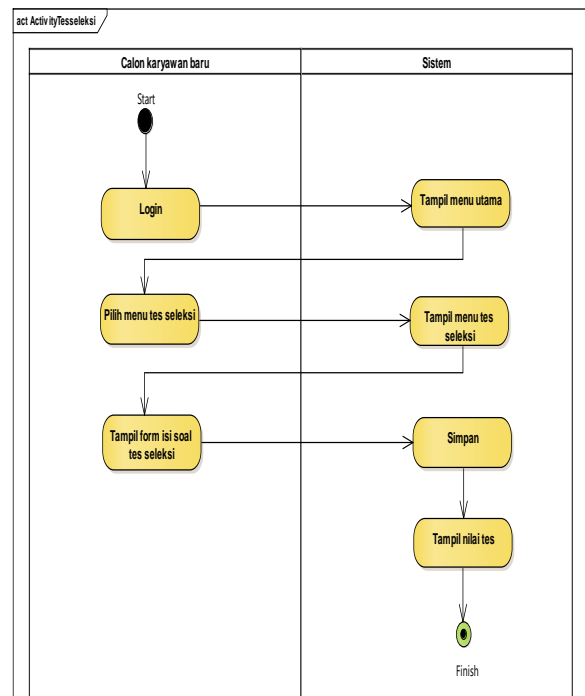 act ActivityTesseleksi
Calon karyawan baru
Sistem
Start
Login
Tampil menu utama
Pilih menu tes seleksi
Tampil menu tes
seleksi
Tampil form isi soal
tes seleksi
Simpan
Tampil nilai tes
Finish